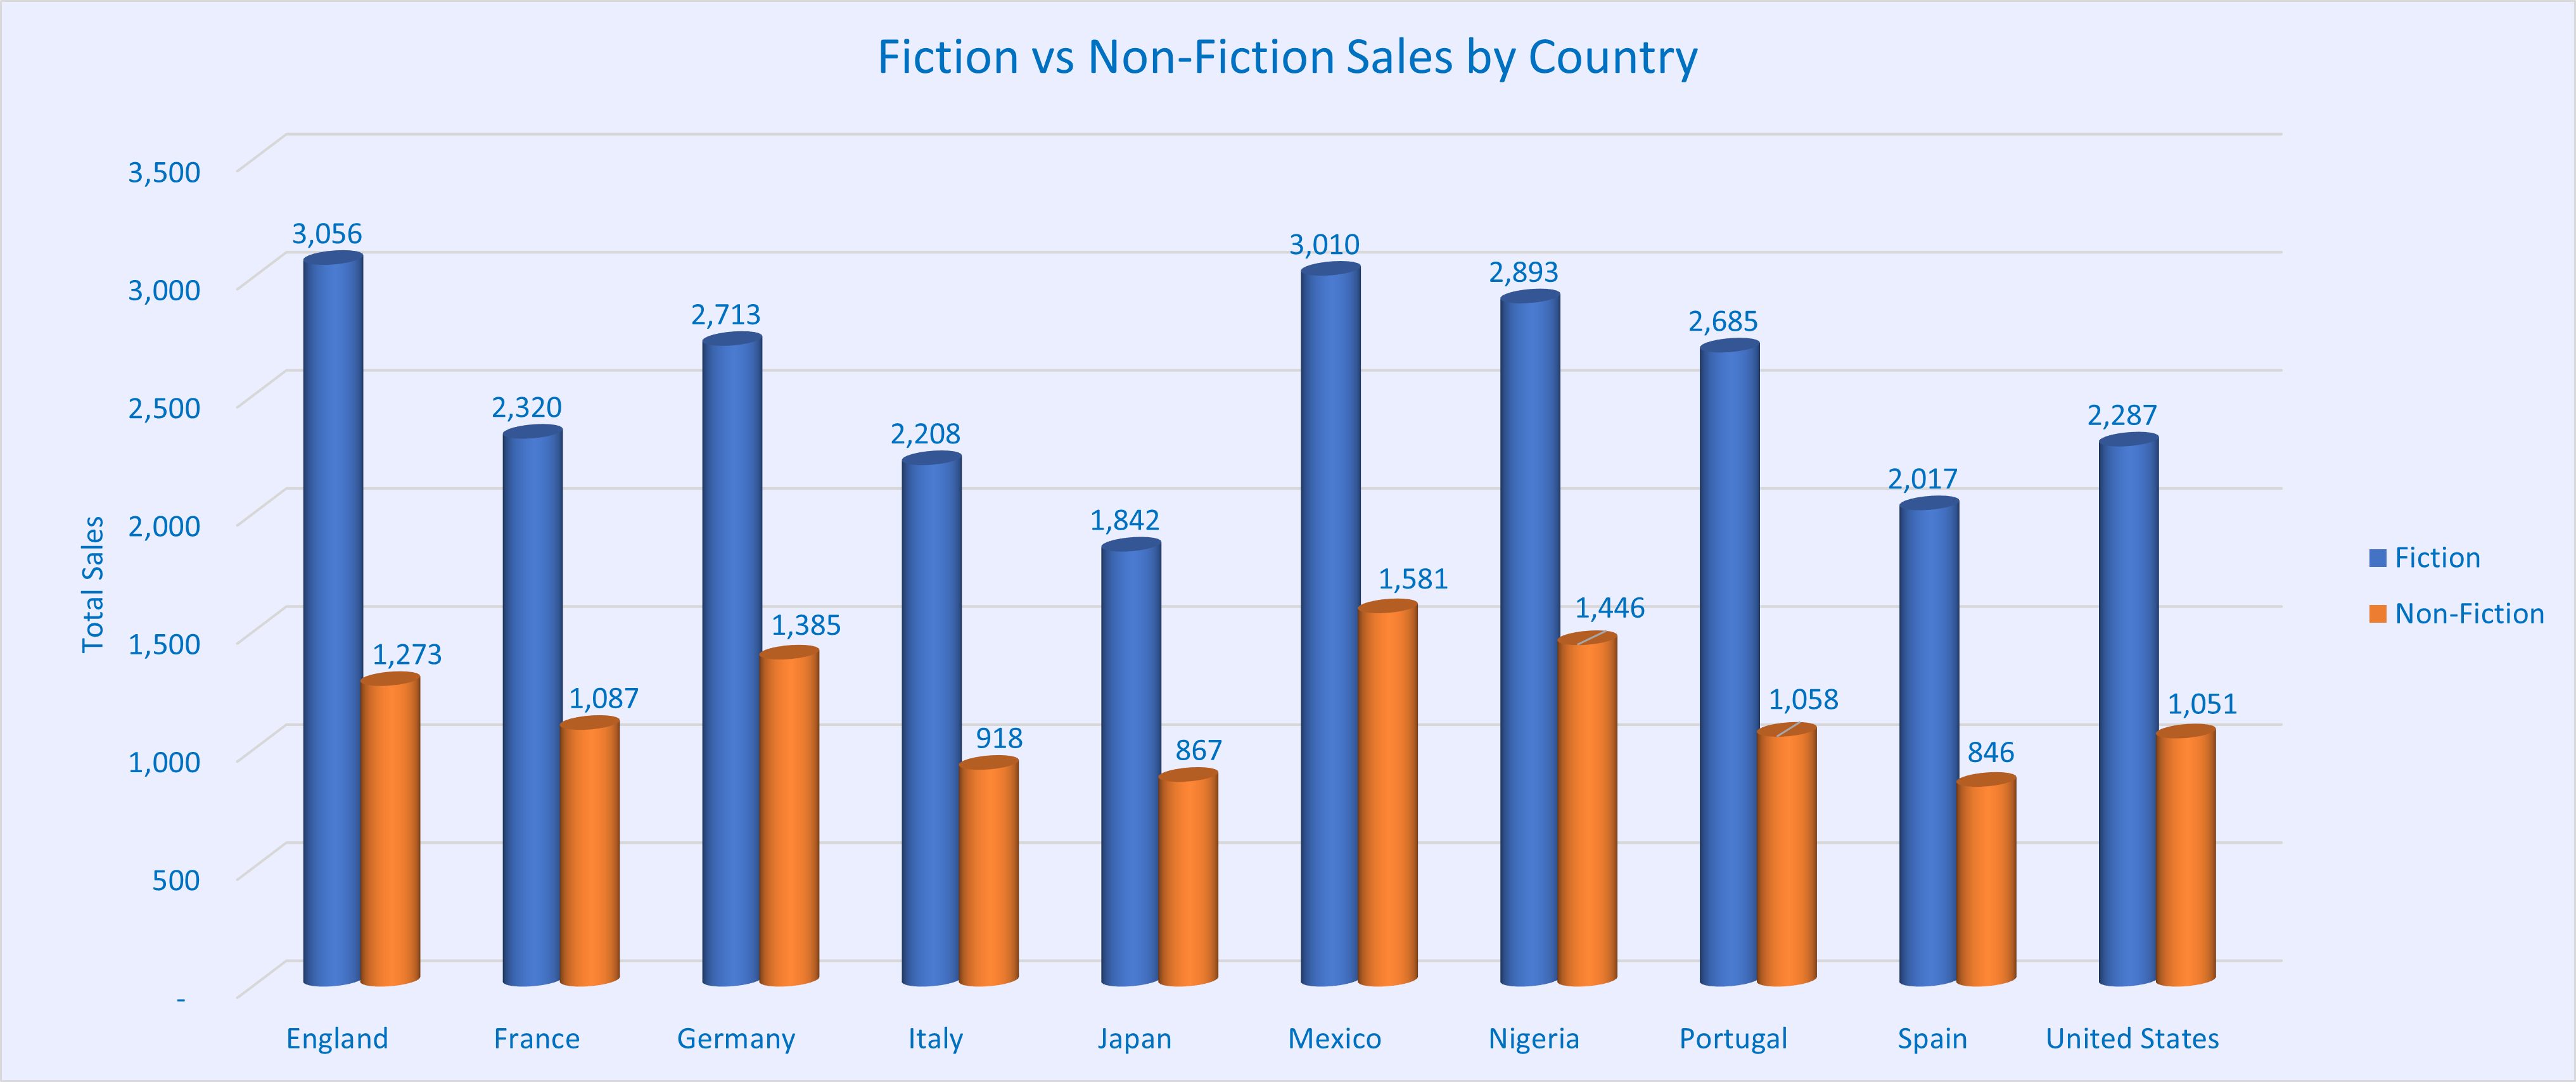 Fiction vs Non-Fiction Sales by Country
3,500
3,000
2,500
2,000
1,500
1,000
500
-
Total Sales
3,056
1,273
2,320
1,087
2,713
1,385
2,208
918
1,842
867
3,010
1,581
2,893
1,446
2,685
1,058
2,017
846
2,287
1,051
England
France
Germany
Italy
Japan
Mexico
Nigeria
Portugal
Spain
United States
Fiction
Non-Fiction